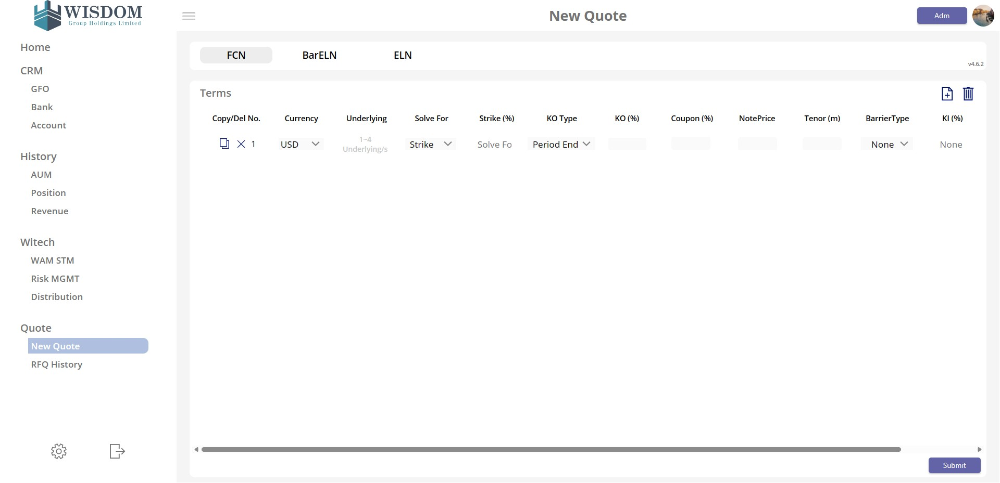 WISDOM
Group Holdings Limited
New Quote
Adm
Home
CRM
GFO
Bank
Account
History
AUM
Position
Revenue
Witech
WAM STM
Risk MGMT
Distribution
Quote
New Quote
RFQ History
FCN BarELN ELN
v4.6.2
Terms
Copy/Del No. Currency Underlying Solve For Strike (%) KO Type KO (%) Coupon (%) NotePrice Tenor (m) BarrierType KI (%)
1 USD 1~4 Underlying/s Strike Solve Fo Period End None None
Submit